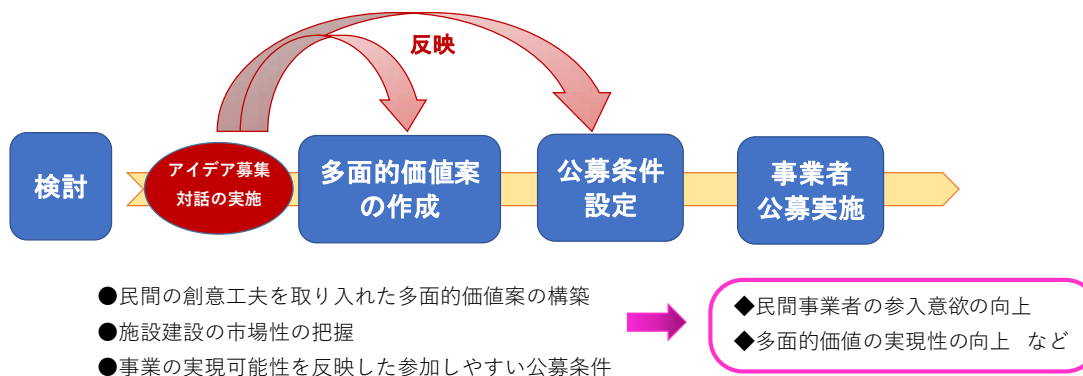 反映
検討
アイデア募集
対話の実施
多面的価値案
の作成
公募条件
設定
事業者
公募実施
●民間の創意工夫を取り入れた多面的価値案の構築
●施設建設の市場性の把握
●事業の実現可能性を反映した参加しやすい公募条件
◆民間事業者の参入意欲の向上
◆多面的価値の実現性の向上 など